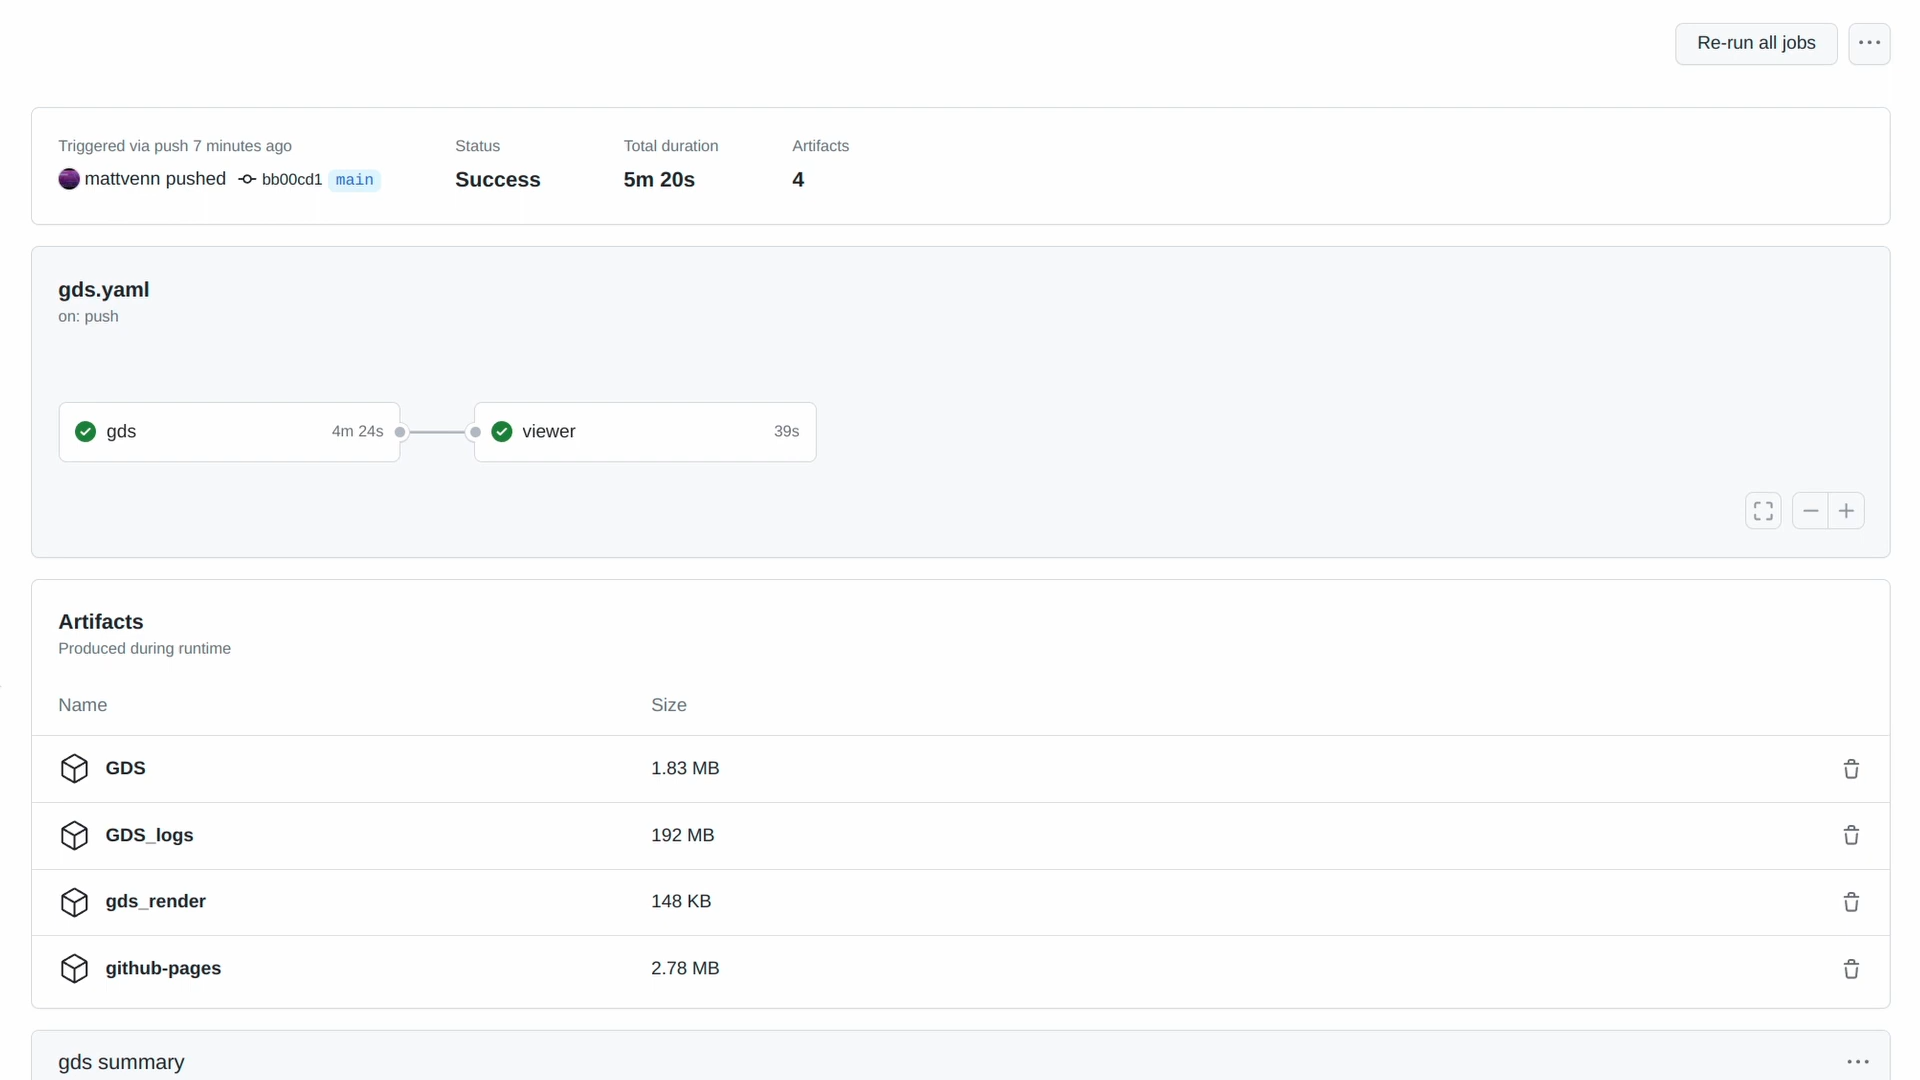 Re-run all jobs
Triggered via push 7 minutes ago
mattvenn pushed bb00cd1 main
Status
Success
Total duration
5m 20s
Artifacts
4
gds.yaml
on: push
gds 4m 24s
viewer 39s
Artifacts
Produced during runtime
Name Size
GDS 1.83 MB
GDS_logs 192 MB
gds_render 148 KB
github-pages 2.78 MB
gds summary